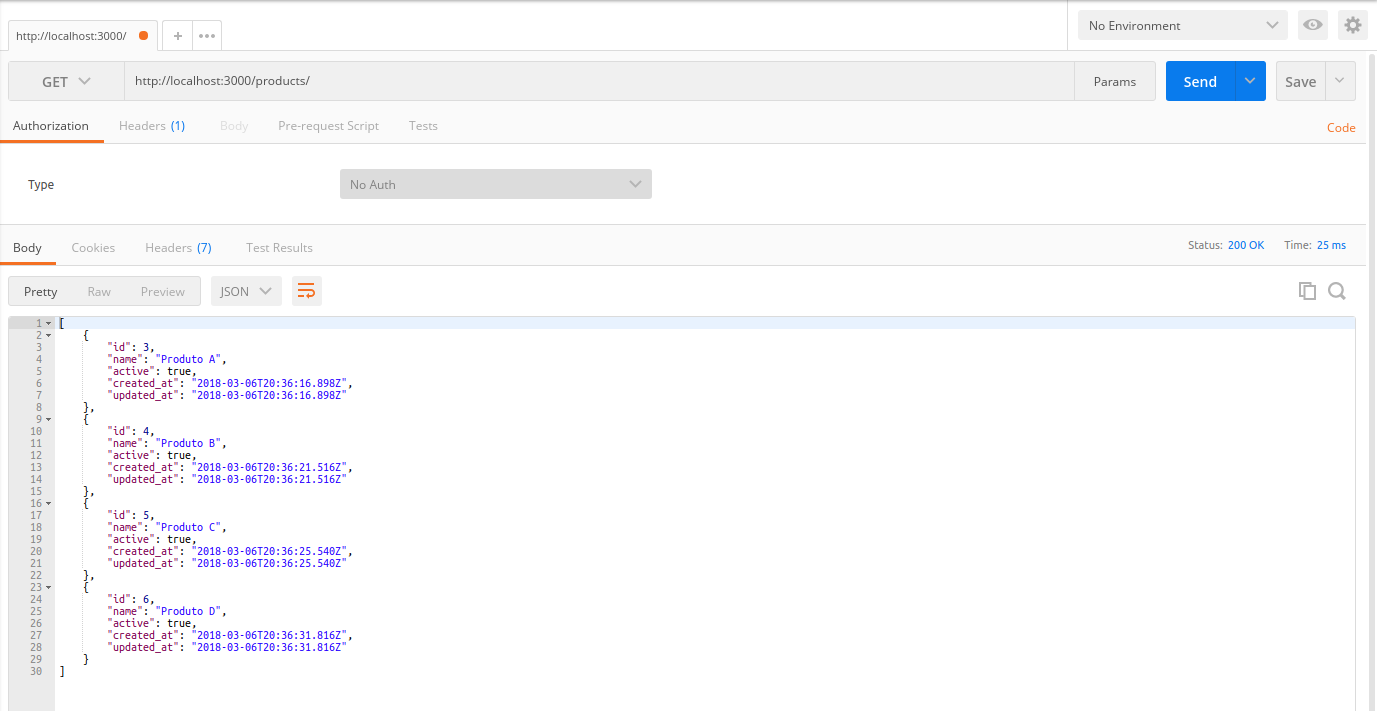 http://localhost:3000/
+
No Environment
GET http://localhost:3000/products/ Params Send Save
Authorization Headers (1) Body Pre-request Script Tests Code
Type No Auth
Body Cookies Headers (7) Test Results Status: 200 OK Time: 25 ms
Pretty Raw Preview JSON
1 [
2 {
3 "id": 3,
4 "name": "Produto A",
5 "active": true,
6 "created_at": "2018-03-06T20:36:16.898Z",
7 "updated_at": "2018-03-06T20:36:16.898Z"
8 },
9 {
10 "id": 4,
11 "name": "Produto B",
12 "active": true,
13 "created_at": "2018-03-06T20:36:21.516Z",
14 "updated_at": "2018-03-06T20:36:21.516Z"
15 },
16 {
17 "id": 5,
18 "name": "Produto C",
19 "active": true,
20 "created_at": "2018-03-06T20:36:25.540Z",
21 "updated_at": "2018-03-06T20:36:25.540Z"
22 },
23 {
24 "id": 6,
25 "name": "Produto D",
26 "active": true,
27 "created_at": "2018-03-06T20:36:31.816Z",
28 "updated_at": "2018-03-06T20:36:31.816Z"
29 }
30 ]